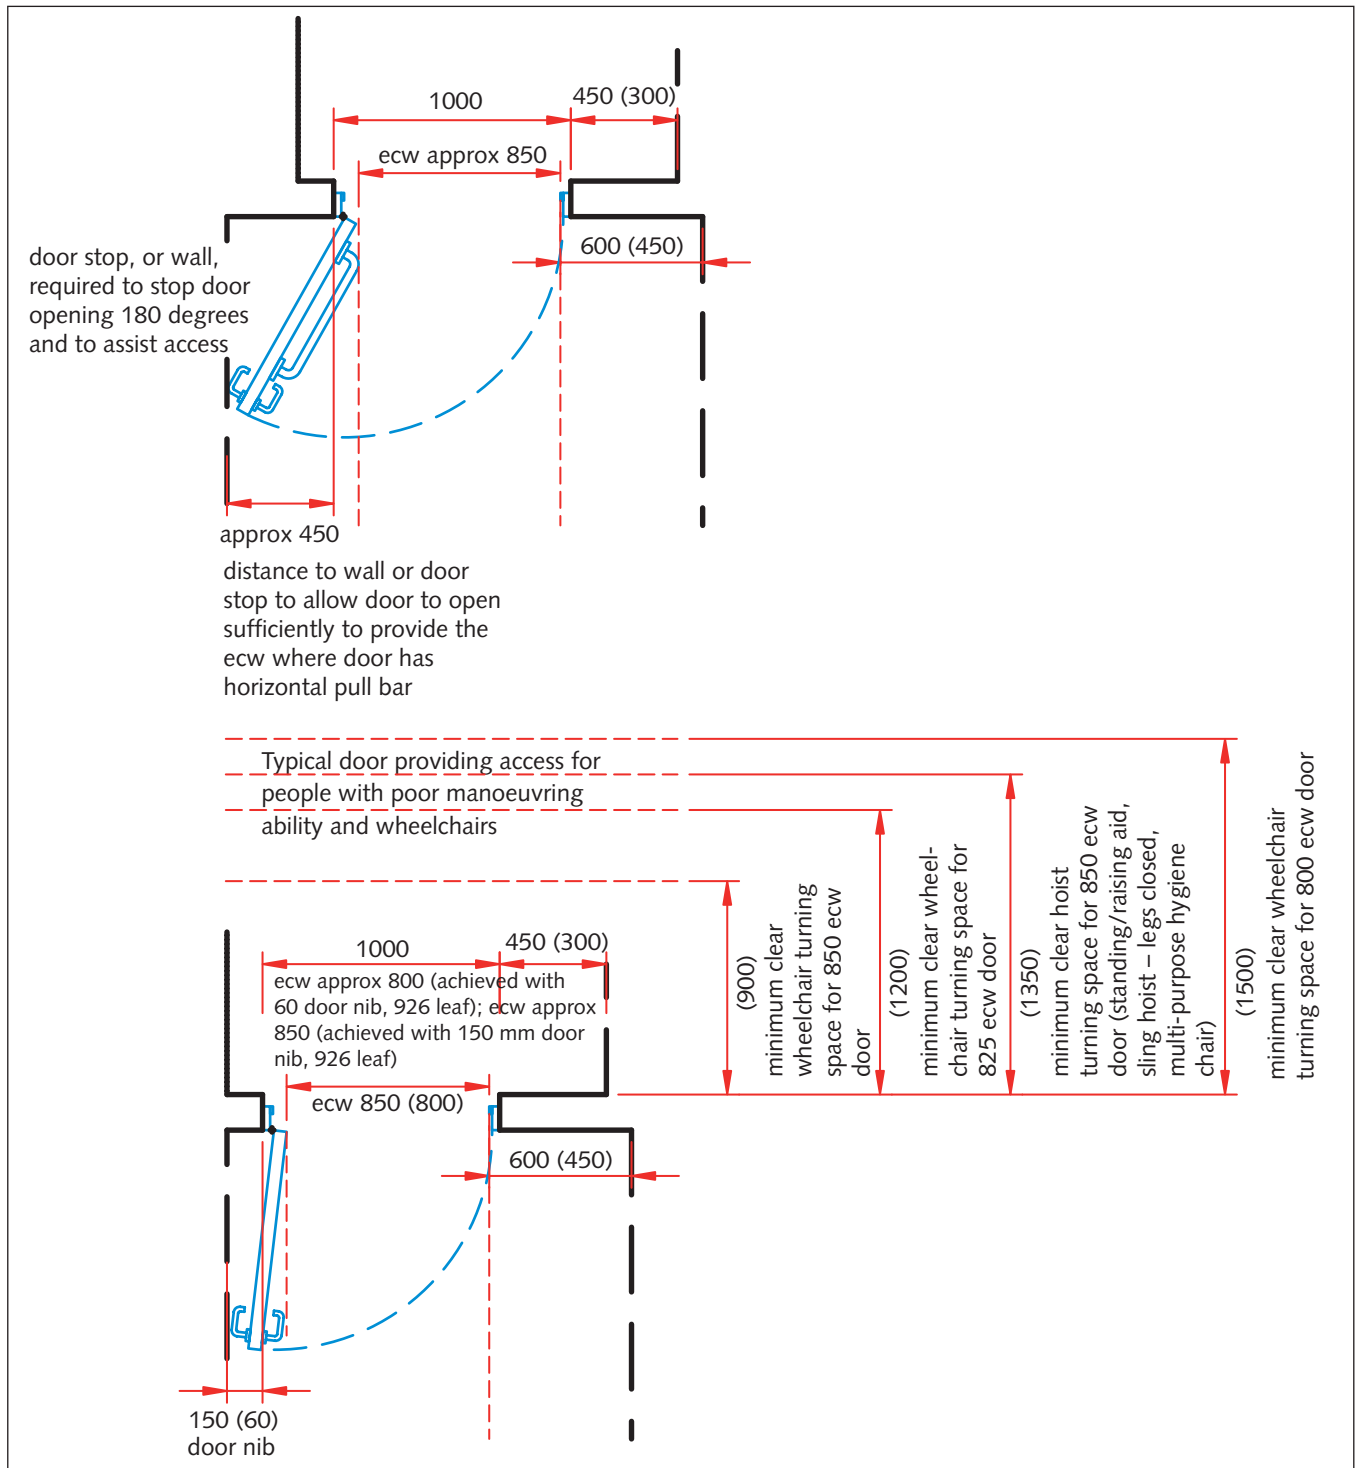 1000
450 (300)
ecw approx 850
600 (450)
door stop, or wall,
required to stop door
opening 180 degrees
and to assist access
approx 450
distance to wall or door
stop to allow door to open
sufficiently to provide the
ecw where door has
horizontal pull bar
Typical door providing access for
people with poor manoeuvring
ability and wheelchairs
1000
450 (300)
ecw approx 800 (achieved with
60 door nib, 926 leaf); ecw approx
850 (achieved with 150 mm door
nib, 926 leaf)
ecw 850 (800)
600 (450)
150 (60)
door nib
(900)
minimum clear
wheelchair turning
space for 850 ecw
door
(1200)
minimum clear wheel-
chair turning space for
825 ecw door
(1350)
minimum clear hoist
turning space for 850 ecw
door (standing/raising aid,
sling hoist – legs closed,
multi-purpose hygiene
chair)
(1500)
minimum clear wheelchair
turning space for 800 ecw door